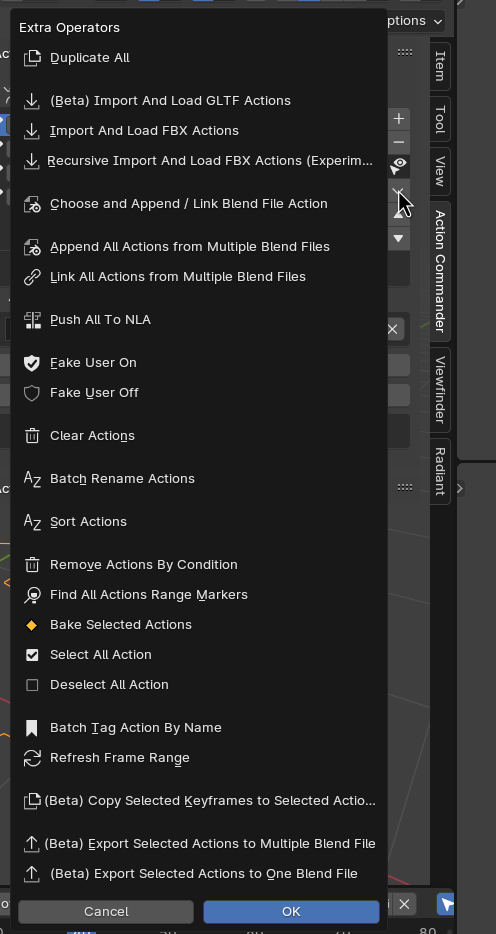 Extra Operators
ptions
Duplicate All
(Beta) Import And Load GLTF Actions
Import And Load FBX Actions
Recursive Import And Load FBX Actions (Experim...
Choose and Append / Link Blend File Action
Append All Actions from Multiple Blend Files
Link All Actions from Multiple Blend Files
Push All To NLA
Fake User On
Fake User Off
Clear Actions
Batch Rename Actions
Sort Actions
Remove Actions By Condition
Find All Actions Range Markers
Bake Selected Actions
Select All Action
Deselect All Action
Batch Tag Action By Name
Refresh Frame Range
(Beta) Copy Selected Keyframes to Selected Actio...
(Beta) Export Selected Actions to Multiple Blend File
(Beta) Export Selected Actions to One Blend File
Cancel
OK
Item
Tool
View
Action Commander
Viewfinder
Radiant
80